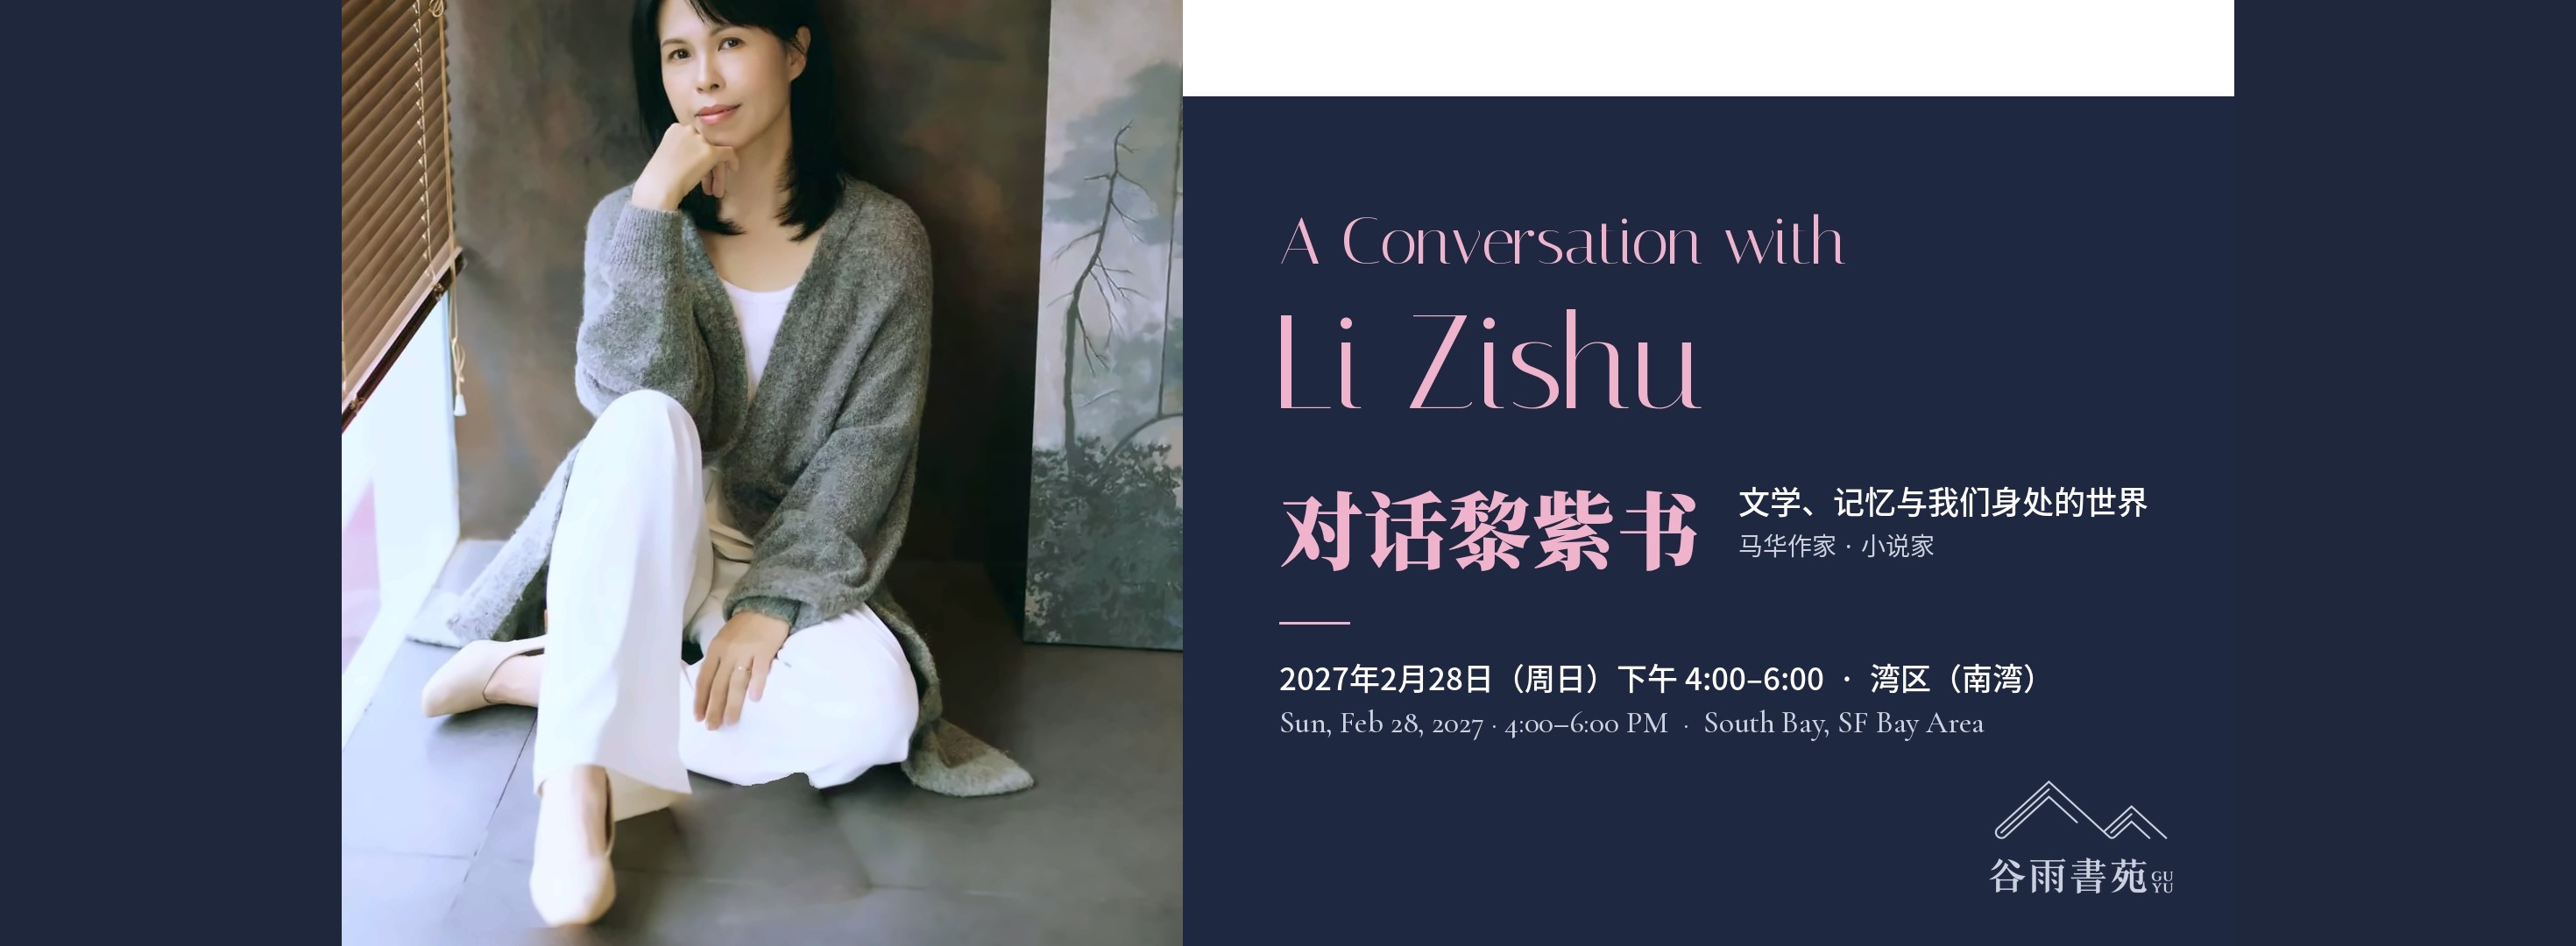 A Conversation with
Li Zishu
对话黎紫书
文学、记忆与我们身处的世界
马华作家 · 小说家
2027年2月28日（周日）下午 4:00–6:00 · 湾区（南湾）
Sun, Feb 28, 2027 · 4:00–6:00 PM · South Bay, SF Bay Area
谷雨書苑 GU YU